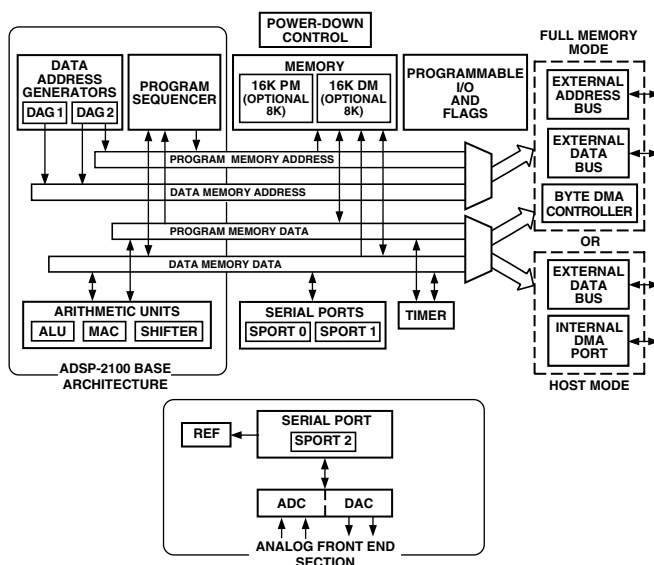 POWER-DOWN
CONTROL
FULL MEMORY
MODE
DATA
ADDRESS
GENERATORS
DAG 1
DAG 2
PROGRAM
SEQUENCER
MEMORY
16K PM
(OPTIONAL
8K)
16K DM
(OPTIONAL
8K)
PROGRAMMABLE
I/O
AND
FLAGS
EXTERNAL
ADDRESS
BUS
EXTERNAL
DATA
BUS
BYTE DMA
CONTROLLER
OR
EXTERNAL
DATA
BUS
INTERNAL
DMA
PORT
HOST MODE
PROGRAM MEMORY ADDRESS
DATA MEMORY ADDRESS
PROGRAM MEMORY DATA
DATA MEMORY DATA
ARITHMETIC UNITS
ALU
MAC
SHIFTER
SERIAL PORTS
SPORT 0
SPORT 1
TIMER
ADSP-2100 BASE
ARCHITECTURE
SERIAL PORT
SPORT 2
REF
ADC
DAC
ANALOG FRONT END
SECTION